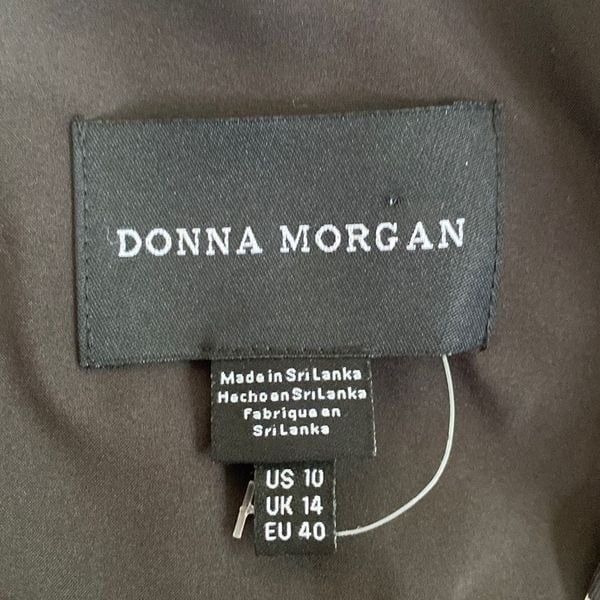 DONNA MORGAN
Made in Sri Lanka
Hecho en Sri Lanka
Fabrique en
Sri Lanka
US 10
UK 14
EU 40